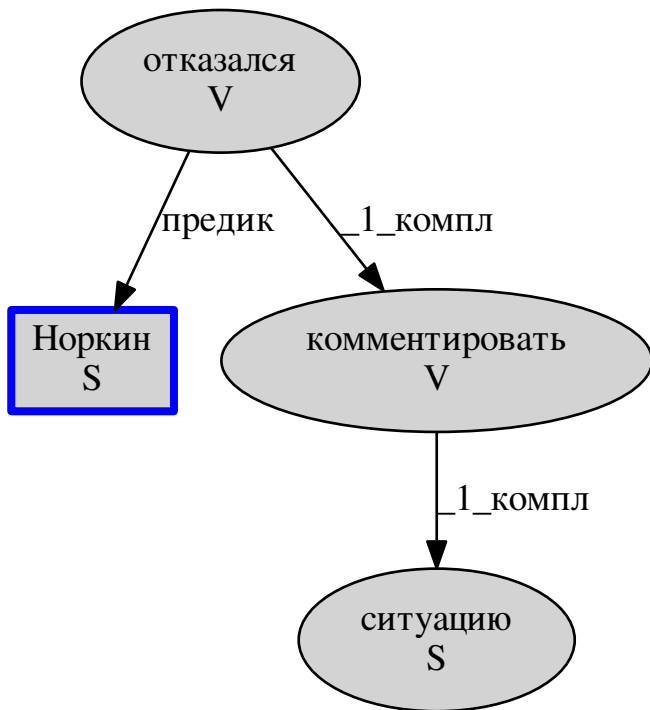 отказался
V
предик
_1_компл
Норкин
S
комментировать
V
_1_компл
ситуацию
S